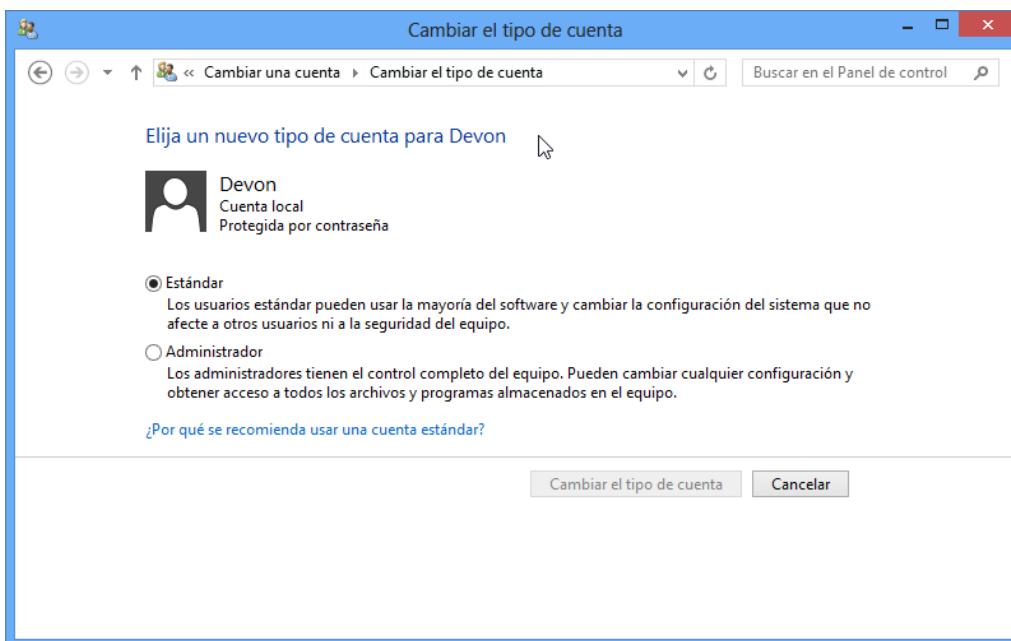 Cambiar el tipo de cuenta
« Cambiar una cuenta ▸ Cambiar el tipo de cuenta
Buscar en el Panel de control
Elija un nuevo tipo de cuenta para Devon
Devon
Cuenta local
Protegida por contraseña
Estándar
Los usuarios estándar pueden usar la mayoría del software y cambiar la configuración del sistema que no
afecte a otros usuarios ni a la seguridad del equipo.
Administrador
Los administradores tienen el control completo del equipo. Pueden cambiar cualquier configuración y
obtener acceso a todos los archivos y programas almacenados en el equipo.
¿Por qué se recomienda usar una cuenta estándar?
Cambiar el tipo de cuenta
Cancelar